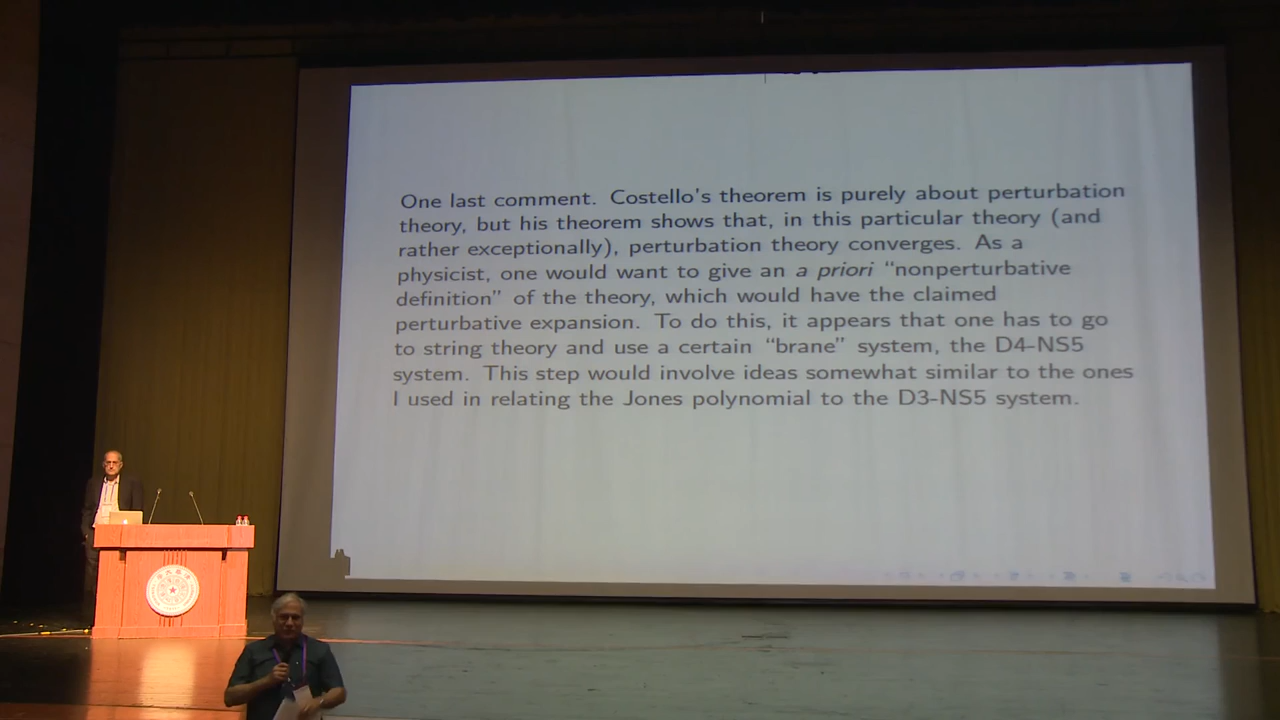 One last comment. Costello's theorem is purely about perturbation
theory, but his theorem shows that, in this particular theory (and
rather exceptionally), perturbation theory converges. As a
physicist, one would want to give an a priori “nonperturbative
definition” of the theory, which would have the claimed
perturbative expansion. To do this, it appears that one has to go
to string theory and use a certain “brane” system, the D4-NS5
system. This step would involve ideas somewhat similar to the ones
I used in relating the Jones polynomial to the D3-NS5 system.